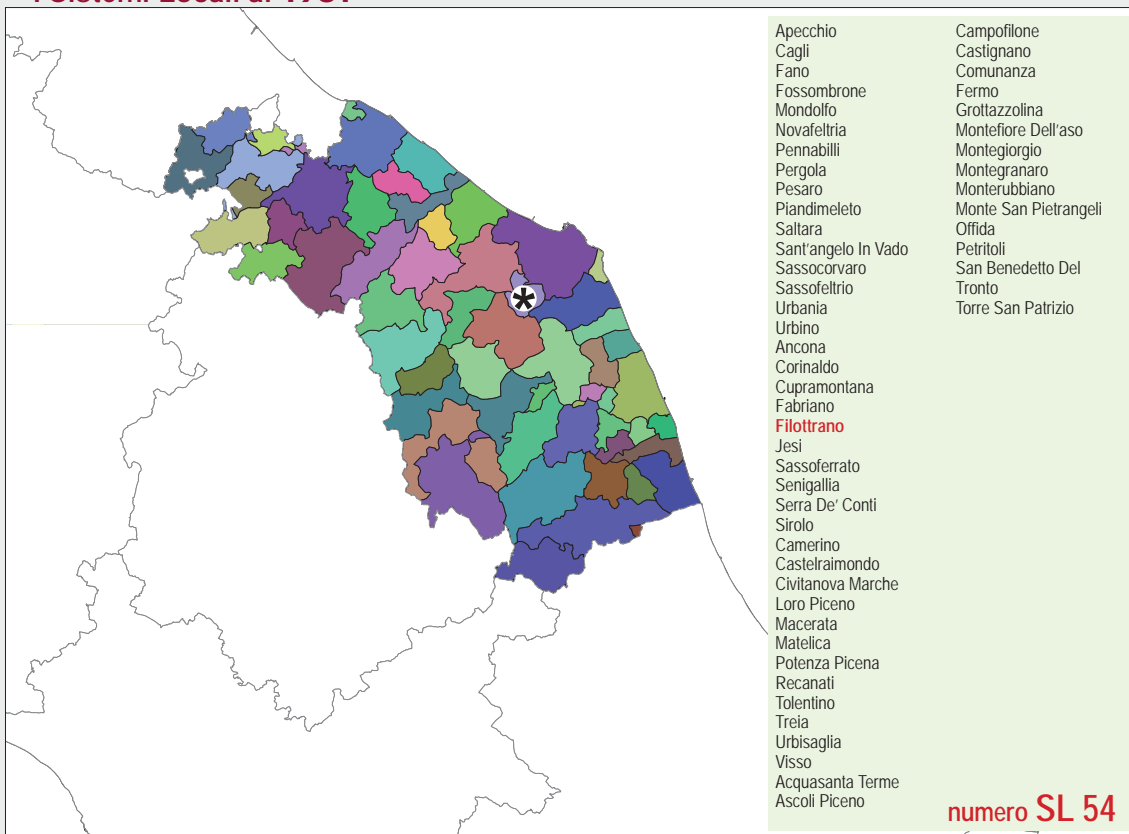 Apecchio
Cagli
Fano
Fossombrone
Mondolfo
Novafeltria
Pennabilli
Pergola
Pesaro
Piandimeleto
Saltara
Sant'angelo In Vado
Sassocorvaro
Sassofeltrio
Urbania
Urbino
Ancona
Corinaldo
Cupramontana
Fabriano
Filottrano
Jesi
Sassoferrato
Senigallia
Serra De' Conti
Sirolo
Camerino
Castelraimondo
Civitanova Marche
Loro Piceno
Macerata
Matelica
Potenza Picena
Recanati
Tolentino
Treia
Urbisaglia
Visso
Acquasanta Terme
Ascoli Piceno
Campofilone
Castignano
Comunanza
Fermo
Grottazzolina
Montefiore Dell'aso
Montegiorgio
Montegranaro
Monterubbiano
Monte San Pietrangeli
Offida
Petritoli
San Benedetto Del
Tronto
Torre San Patrizio
*
numero SL 54